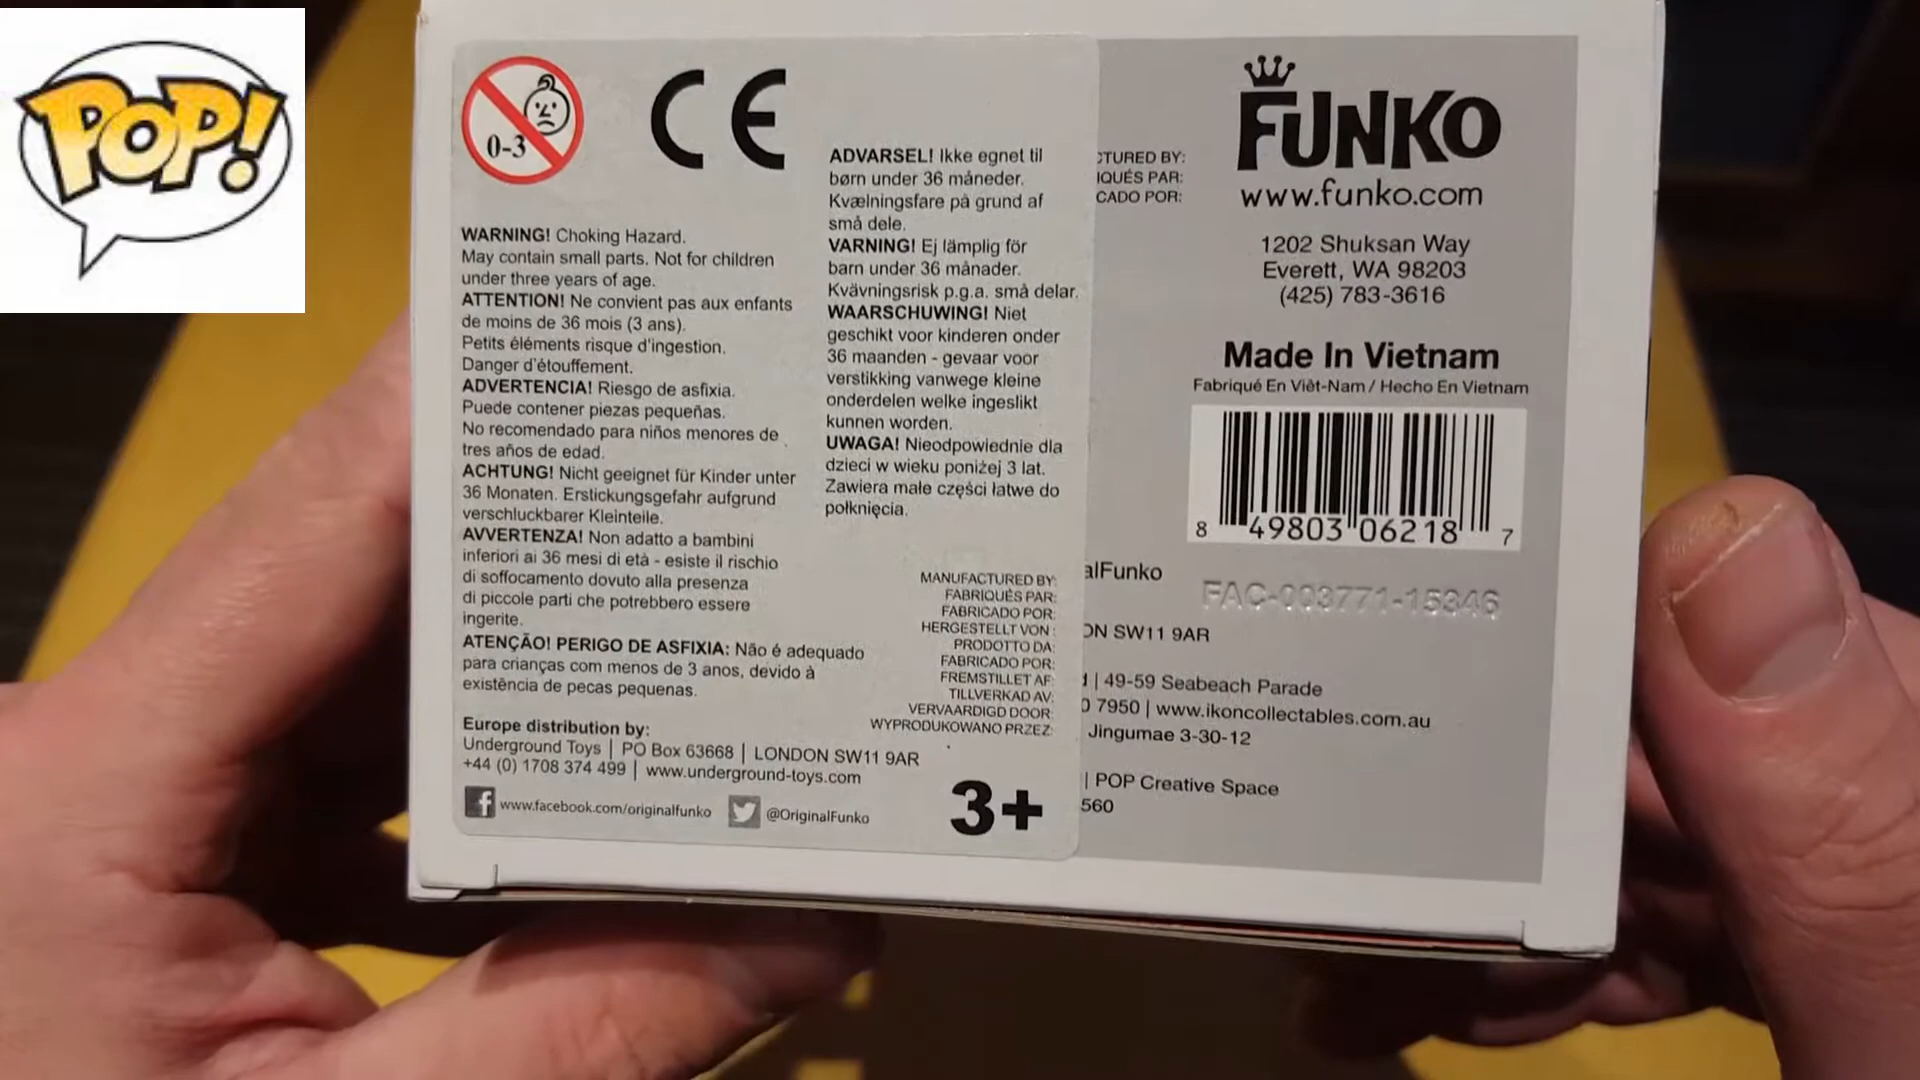 POP!
0-3
CE
WARNING! Choking Hazard.
May contain small parts. Not for children
under three years of age.
ATTENTION! Ne convient pas aux enfants
de moins de 36 mois (3 ans).
Petits éléments risque d'ingestion.
Danger d'étouffement.
ADVERTENCIA! Riesgo de asfixia.
Puede contener piezas pequeñas.
No recomendado para niños menores de
tres años de edad.
ACHTUNG! Nicht geeignet für Kinder unter
36 Monaten. Erstickungsgefahr aufgrund
verschluckbarer Kleinteile.
AVVERTENZA! Non adatto a bambini
inferiori ai 36 mesi di età - esiste il rischio
di soffocamento dovuto alla presenza
di piccole parti che potrebbero essere
ingerite.
ATENÇÃO! PERIGO DE ASFIXIA: Não é adequado
para crianças com menos de 3 anos, devido à
existência de pecas pequenas.
Europe distribution by:
Underground Toys | PO Box 63668 | LONDON SW11 9AR
+44 (0) 1708 374 499 | www.underground-toys.com
www.facebook.com/originalfunko
@OriginalFunko
ADVARSEL! Ikke egnet til
børn under 36 måneder.
Kvælningsfare på grund af
små dele.
VARNING! Ej lämplig för
barn under 36 månader.
Kvävningsrisk p.g.a. små delar.
WAARSCHUWING! Niet
geschikt voor kinderen onder
36 maanden - gevaar voor
verstikking vanwege kleine
onderdelen welke ingeslikt
kunnen worden.
UWAGA! Nieodpowiednie dla
dzieci w wieku poniżej 3 lat.
Zawiera małe części łatwe do
połknięcia.
MANUFACTURED BY:
FABRIQUÉS PAR:
FABRICADO POR:
HERGESTELLT VON :
PRODOTTO DA:
FABRICADO POR:
FREMSTILLET AF:
TILLVERKAD AV:
VERVAARDIGD DOOR:
WYPRODUKOWANO PRZEZ:
3+
CTURED BY:
IQUÉS PAR:
CADO POR:
FUNKO
www.funko.com
1202 Shuksan Way
Everett, WA 98203
(425) 783-3616
Made In Vietnam
Fabriqué En Viêt-Nam / Hecho En Vietnam
8 49803 06218 7
alFunko
FAC-003771-15346
ON SW11 9AR
| 49-59 Seabeach Parade
0 7950 | www.ikoncollectables.com.au
Jingumae 3-30-12
| POP Creative Space
560